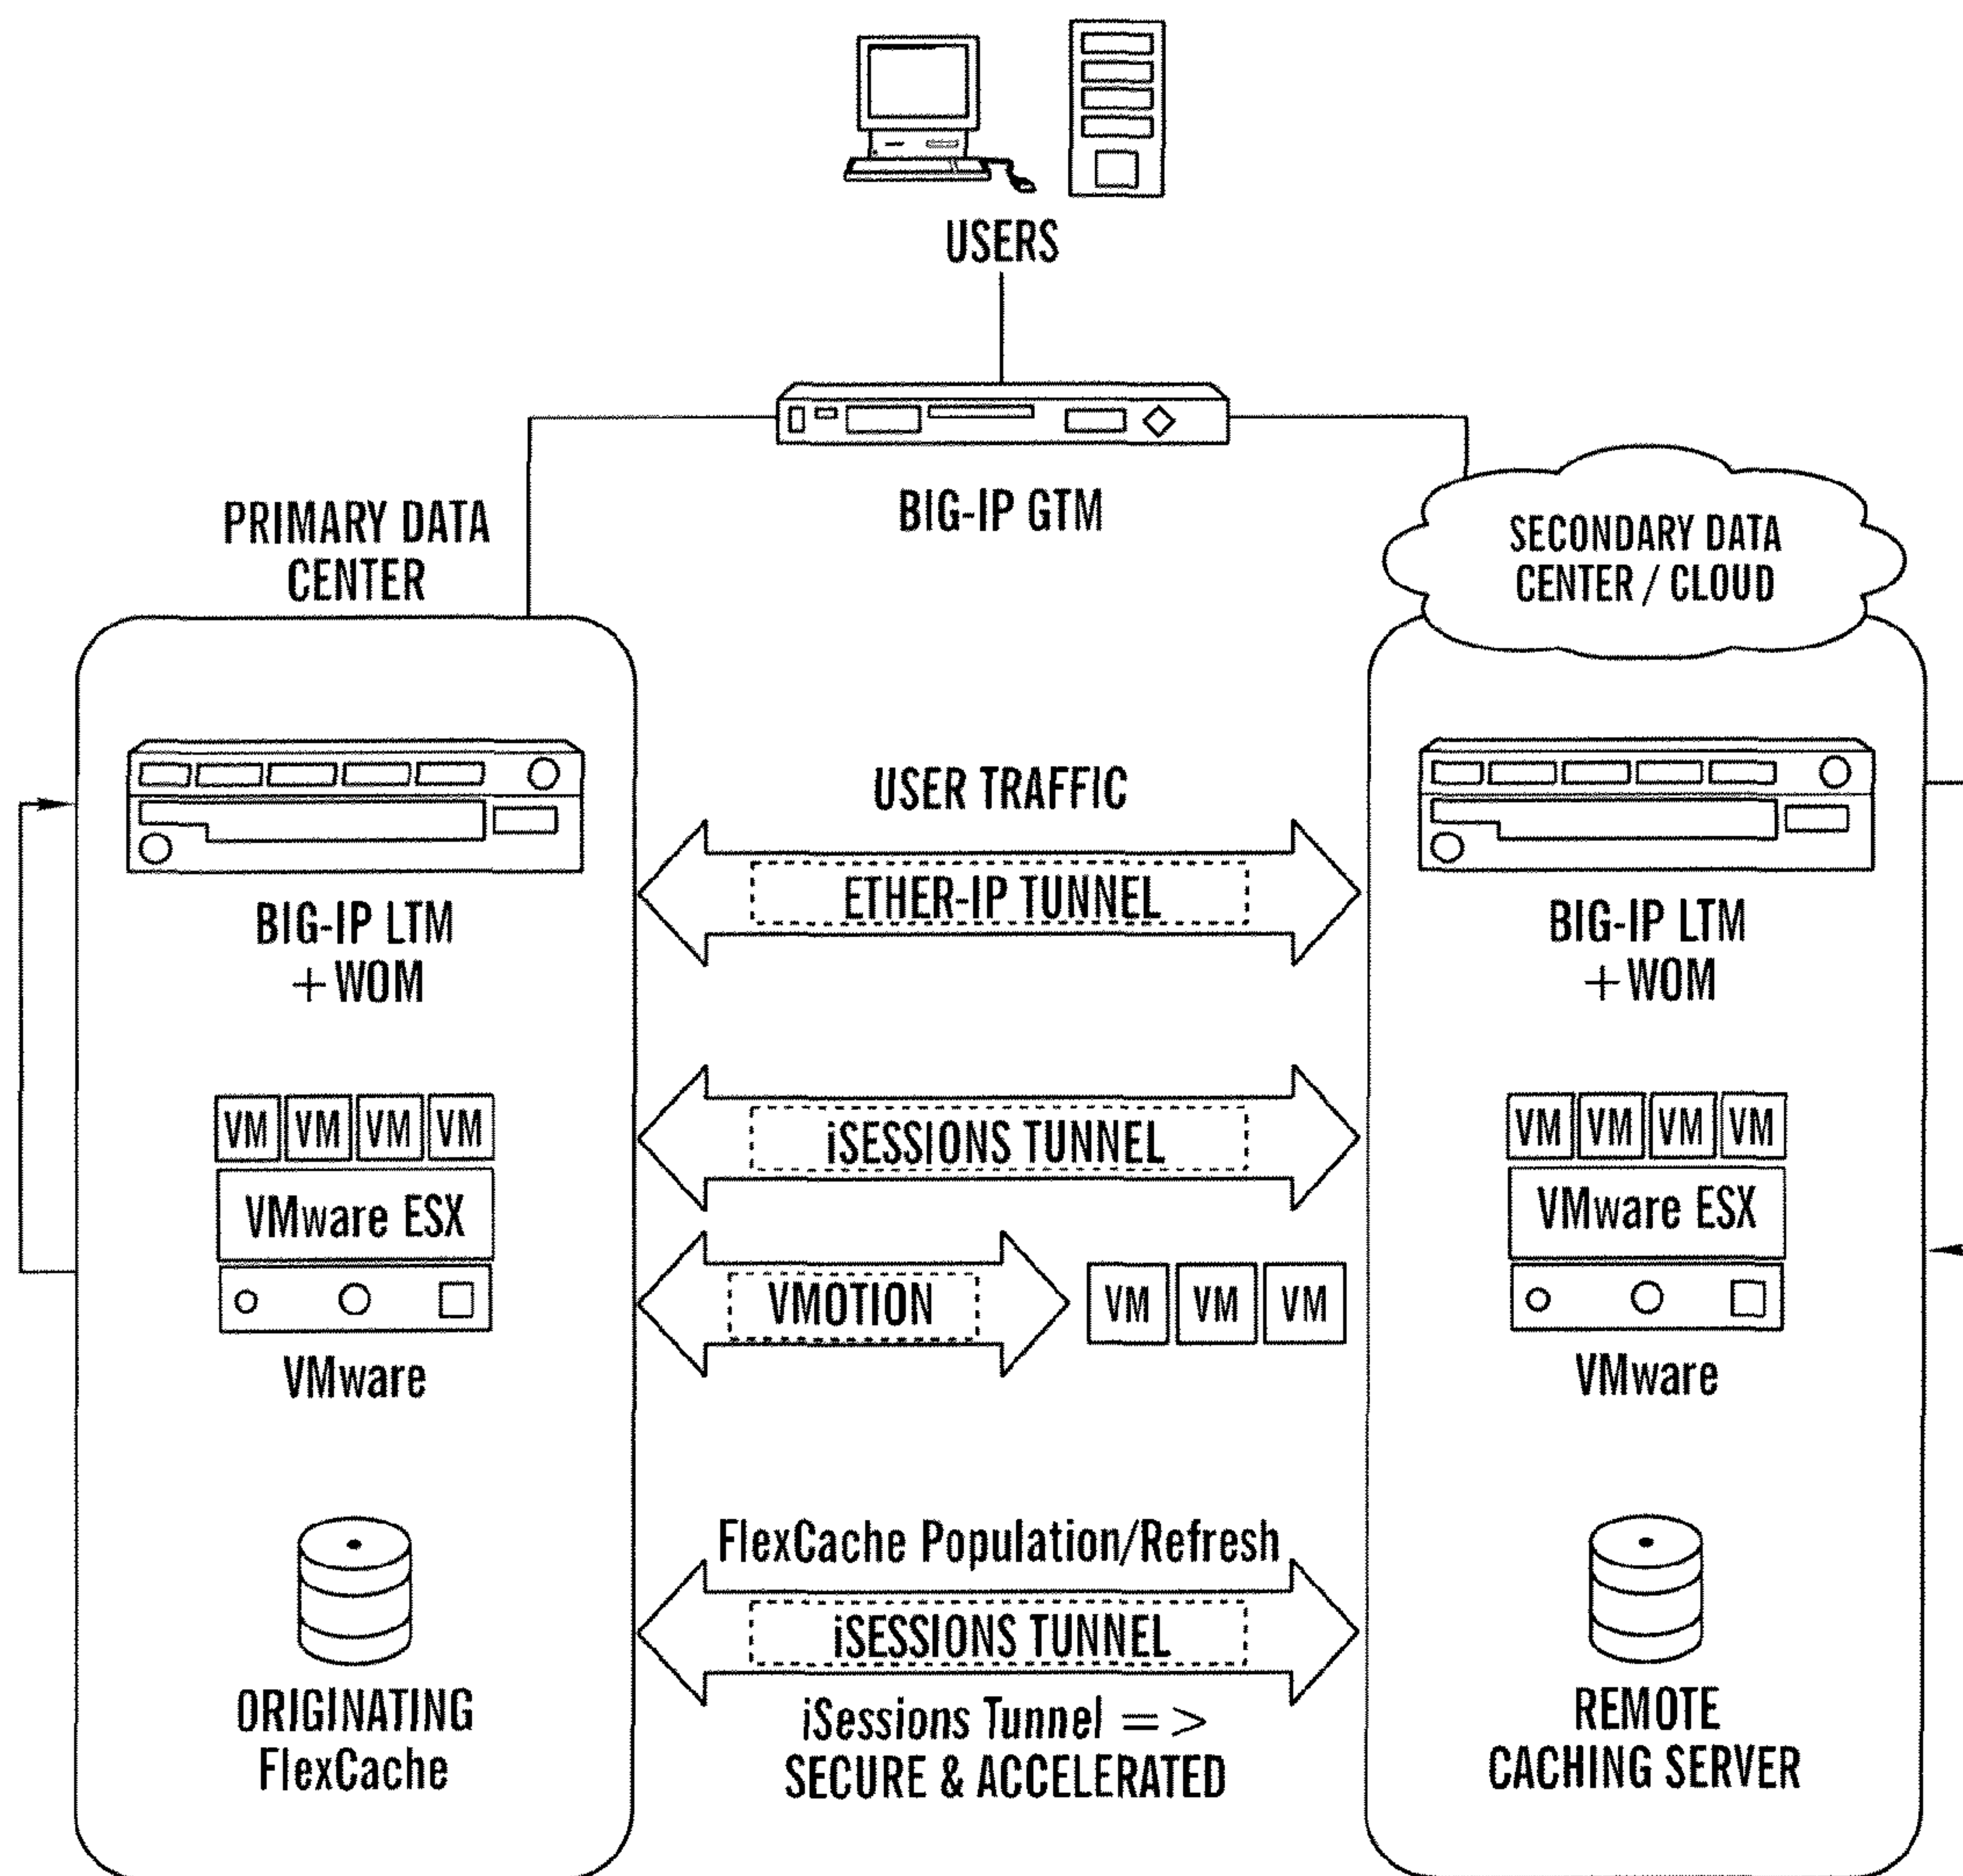 USERS
BIG-IP GTM
PRIMARY DATA
CENTER
SECONDARY DATA
CENTER / CLOUD
BIG-IP LTM
+ WOM
USER TRAFFIC
ETHER-IP TUNNEL
BIG-IP LTM
+ WOM
VM VM VM VM
VMware ESX
VMware
iSESSIONS TUNNEL
VMOTION
VM VM VM
VM VM VM VM
VMware ESX
VMware
ORIGINATING
FlexCache
FlexCache Population/Refresh
iSESSIONS TUNNEL
iSessions Tunnel = >
SECURE & ACCELERATED
REMOTE
CACHING SERVER